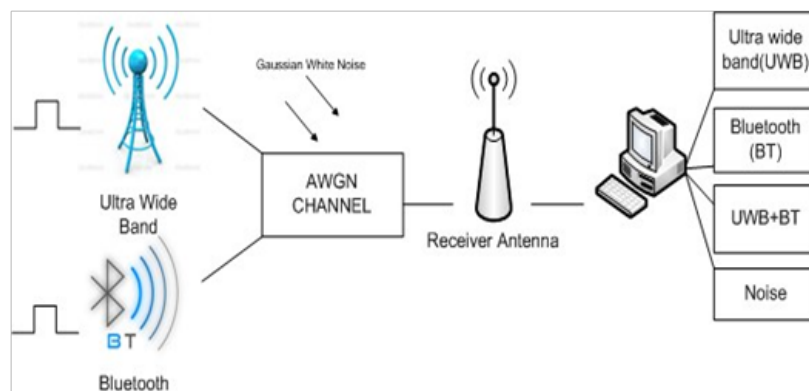 Gaussian White Noise
Ultra Wide
Band
AWGN
CHANNEL
Receiver Antenna
BT
Bluetooth
Ultra wide
band(UWB)
Bluetooth
(BT)
UWB+BT
Noise